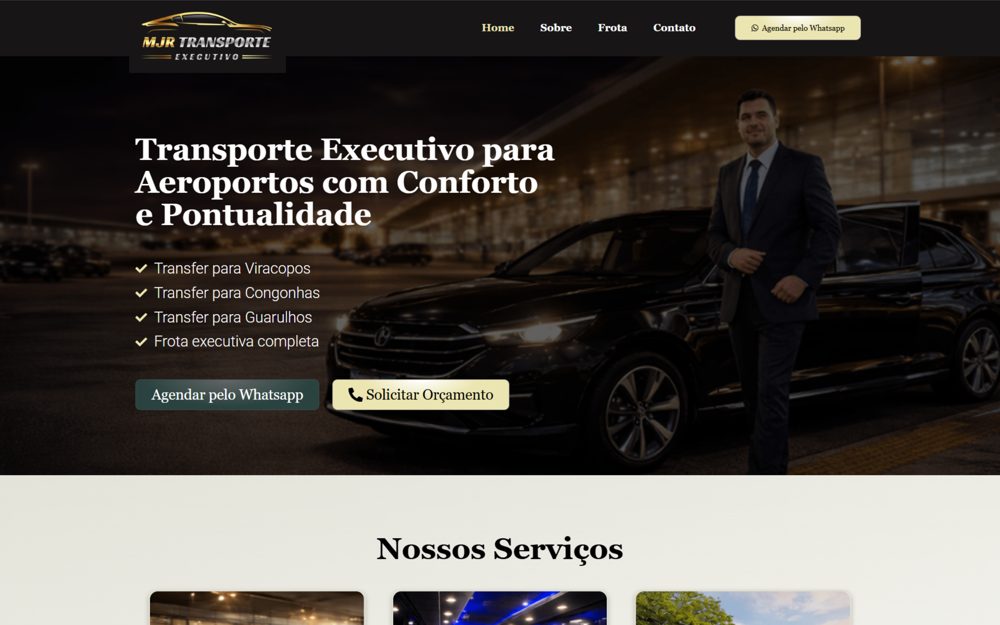 MJR TRANSPORTE
EXECUTIVO
Home
Sobre
Frota
Contato
Agendar pelo Whatsapp
Transporte Executivo para
Aeroportos com Conforto
e Pontualidade
Transfer para Viracopos
Transfer para Congonhas
Transfer para Guarulhos
Frota executiva completa
Agendar pelo Whatsapp
Solicitar Orçamento
Nossos Serviços